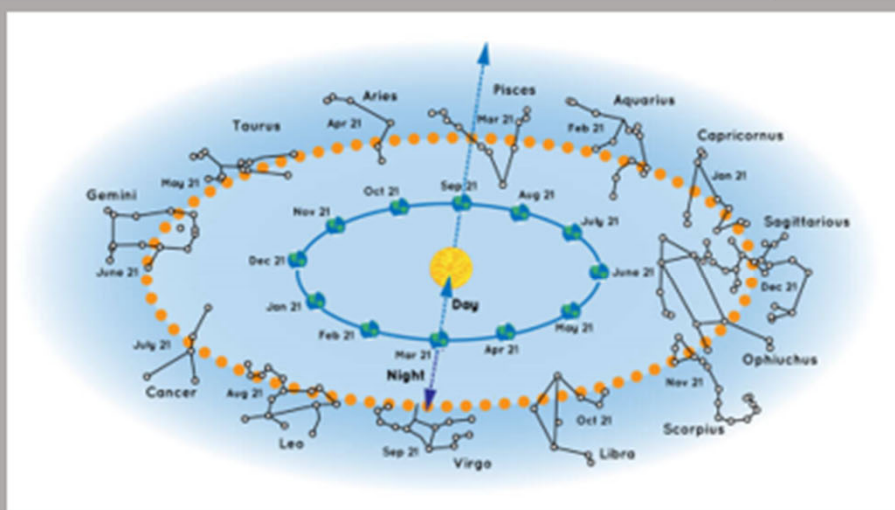 Pisces
Aries
Aquarius
Mar 21
Apr 21
Taurus
Feb 21
Capricornus
Jan 21
May 21
Sep 21
Oct 21
Aug 21
Gemini
Nov 21
July 21
Sagittarious
Dec 21
June 21
June 21
Dec 21
Day
Jan 21
Feb 21
May 21
July 21
Mar 21
Apr 21
Ophiuchus
Night
Nov 21
Cancer
Aug 21
Oct 21
Scorpius
Leo
Sep 21
Libra
Virgo